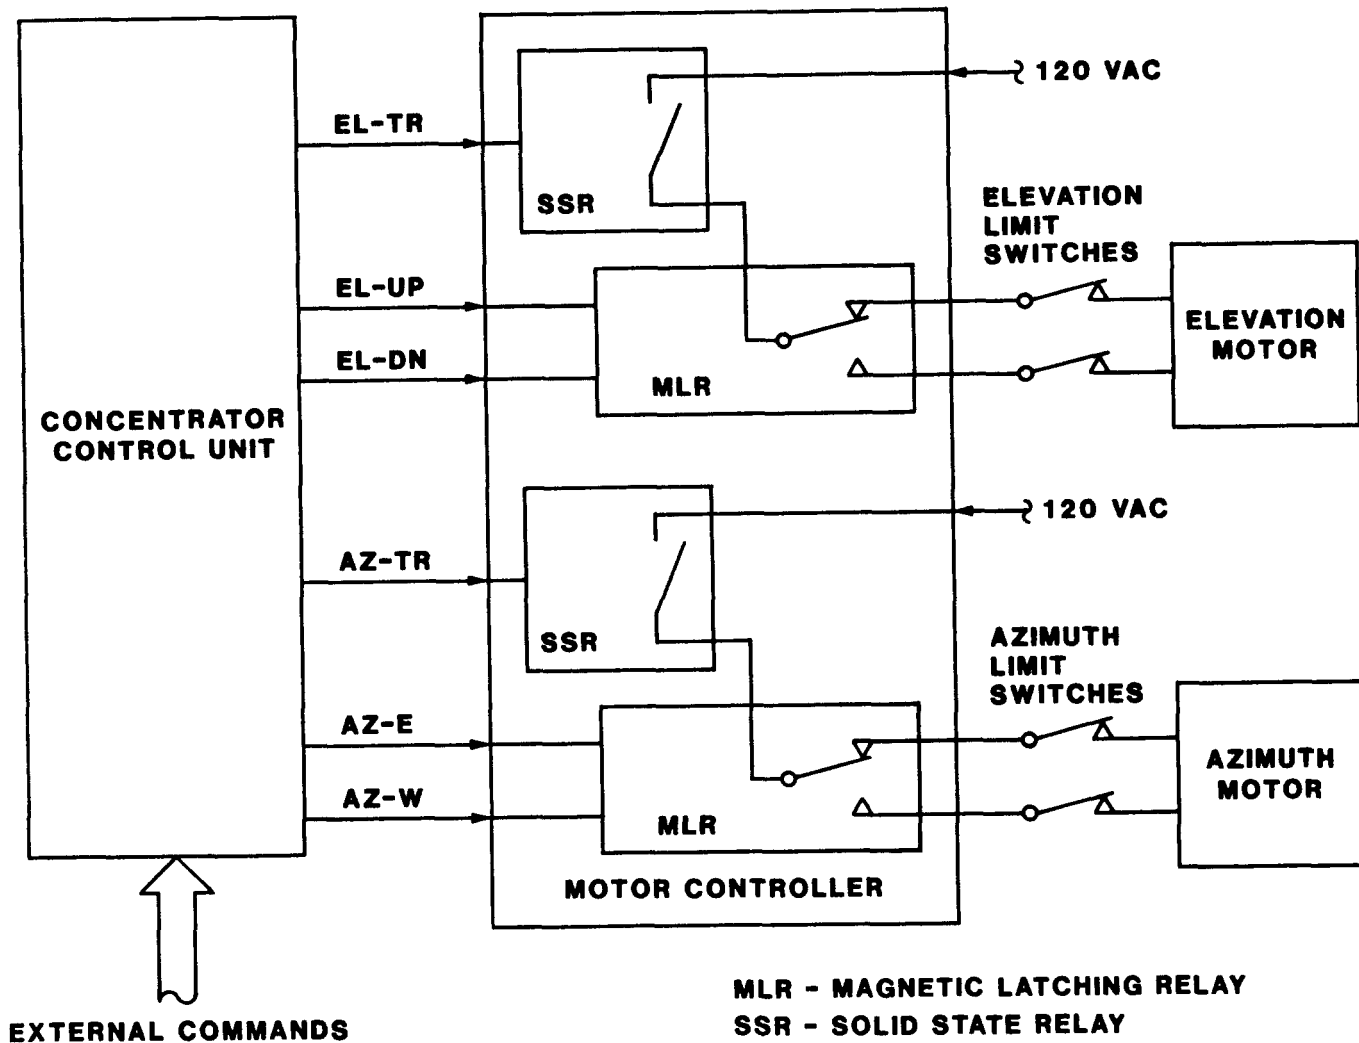 120 VAC
EL-TR
SSR
ELEVATION
LIMIT
SWITCHES
EL-UP
EL-DN
MLR
ELEVATION
MOTOR
CONCENTRATOR
CONTROL UNIT
120 VAC
AZ-TR
SSR
AZIMUTH
LIMIT
SWITCHES
AZ-E
AZ-W
MLR
AZIMUTH
MOTOR
MOTOR CONTROLLER
EXTERNAL COMMANDS
MLR - MAGNETIC LATCHING RELAY
SSR - SOLID STATE RELAY